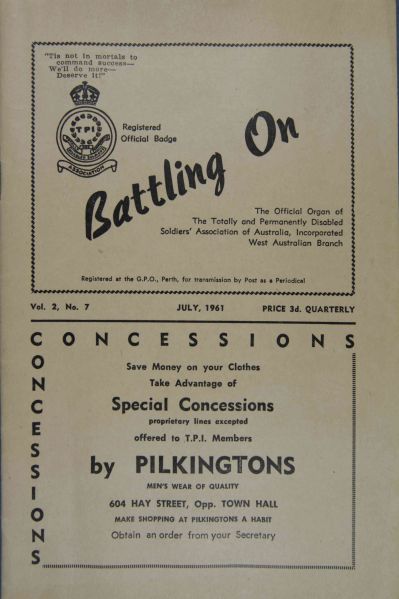 "'Tis not in mortals to
command success—
We'll do more—
Deserve it!"
T P I
ASSOCIATION
Registered
Official Badge
Battling On
The Official Organ of
The Totally and Permanently Disabled
Soldiers' Association of Australia, Incorporated
West Australian Branch
Registered at the G.P.O., Perth, for transmission by Post as a Periodical
Vol. 2, No. 7 JULY, 1961 PRICE 3d. QUARTERLY
CONCESSIONS
CONCESSIONS
Save Money on your Clothes
Take Advantage of
Special Concessions
proprietary lines excepted
offered to T.P.I. Members
by PILKINGTONS
MEN'S WEAR OF QUALITY
604 HAY STREET, Opp. TOWN HALL
MAKE SHOPPING AT PILKINGTONS A HABIT
Obtain an order from your Secretary